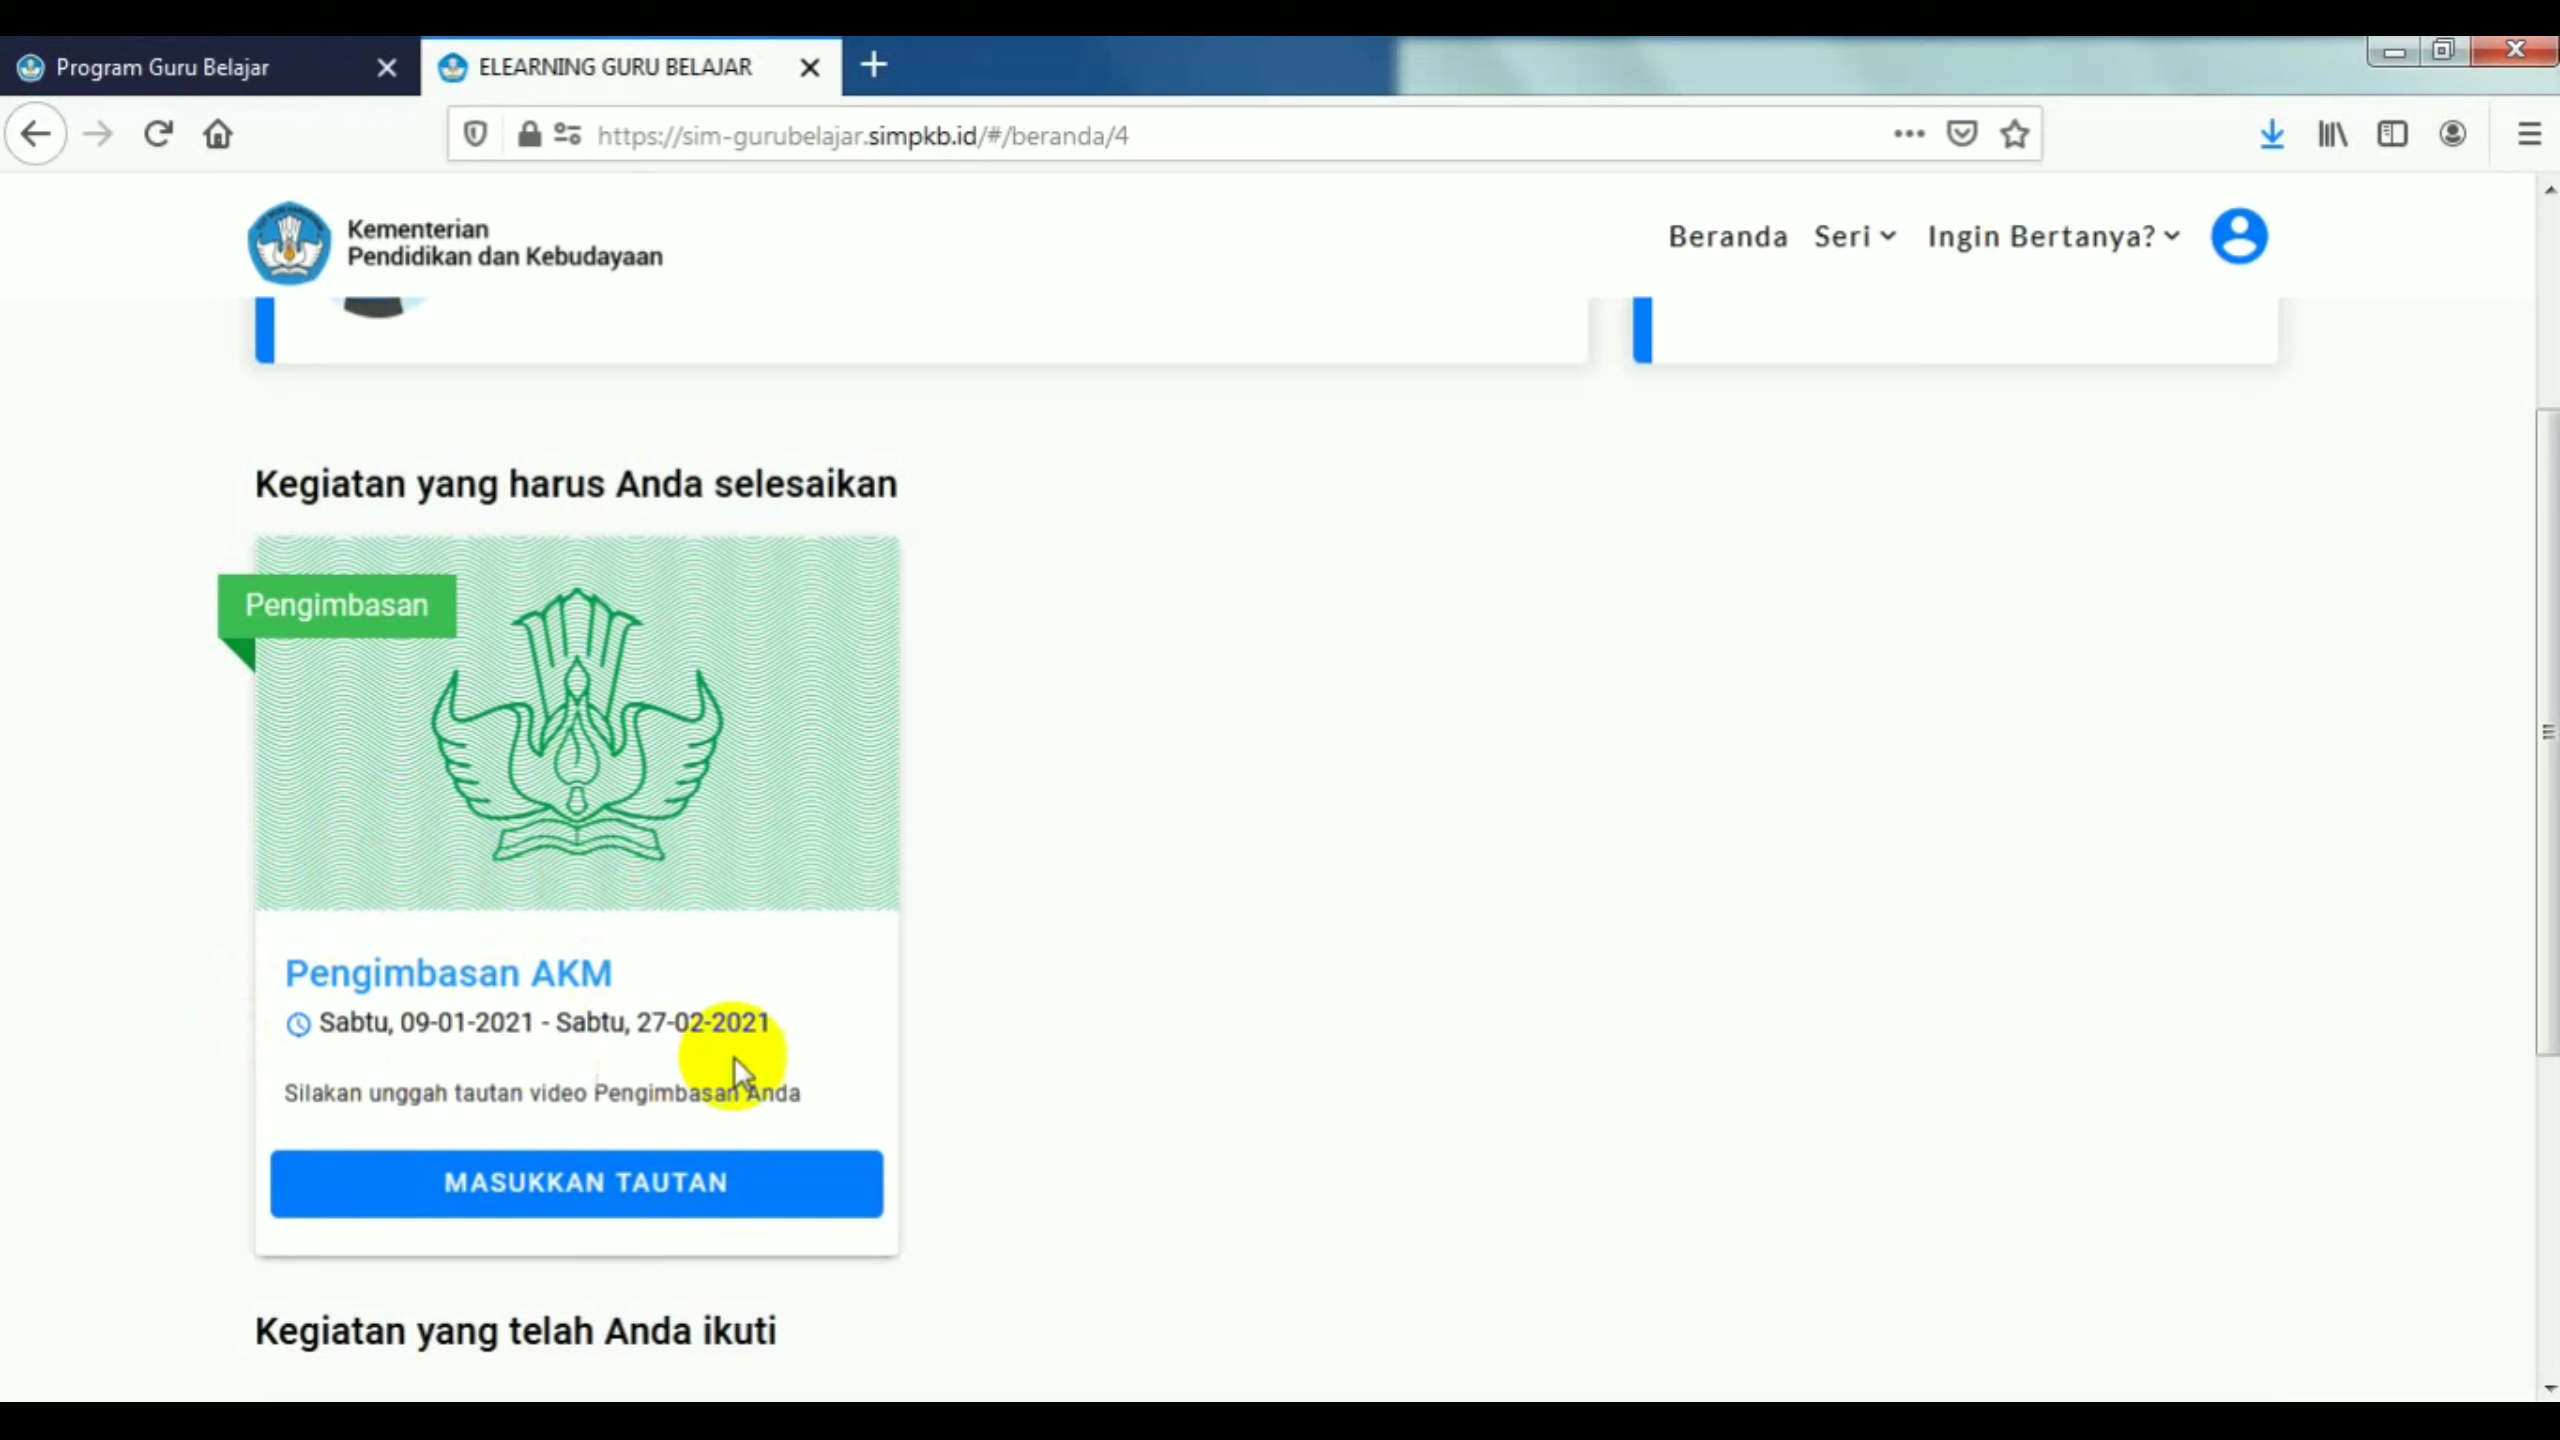 Program Guru Belajar
ELEARNING GURU BELAJAR
https://sim-gurubelajar.simpkb.id/#/beranda/4
Kementerian
Pendidikan dan Kebudayaan
Beranda Seri Ingin Bertanya?
Kegiatan yang harus Anda selesaikan
Pengimbasan
Pengimbasan AKM
Sabtu, 09-01-2021 - Sabtu, 27-02-2021
Silakan unggah tautan video Pengimbasan Anda
MASUKKAN TAUTAN
Kegiatan yang telah Anda ikuti